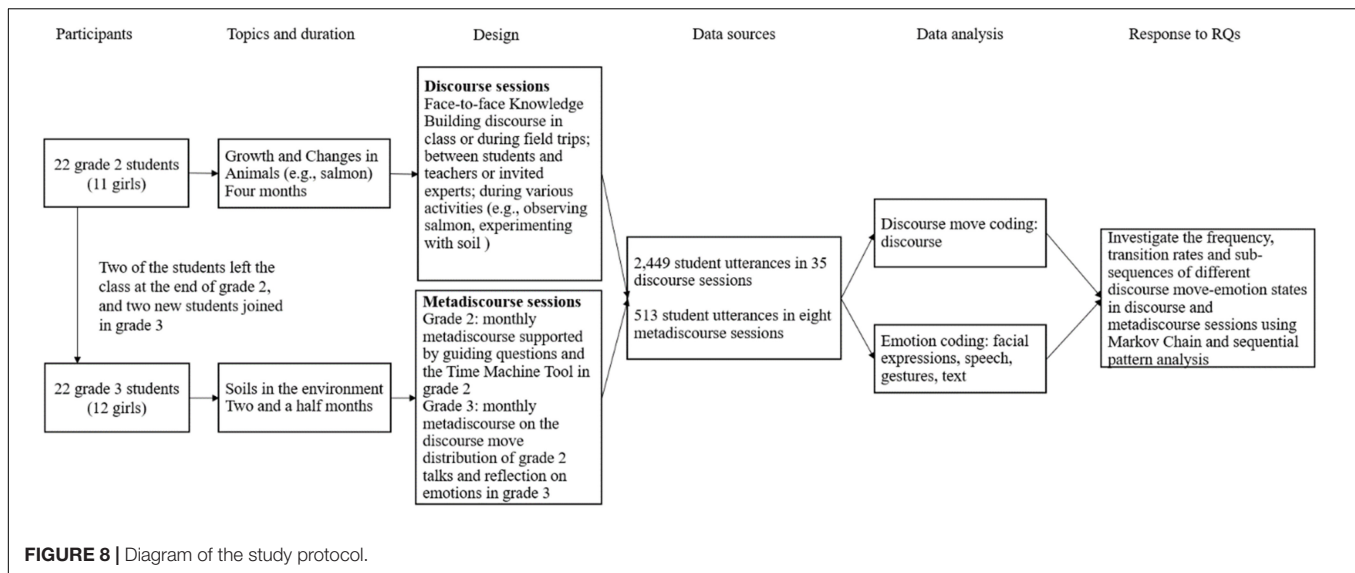 Participants
Topics and duration
Design
Data sources
Data analysis
Response to RQs
22 grade 2 students
(11 girls)
Growth and Changes in
Animals (e.g., salmon)
Four months
Discourse sessions
Face-to-face Knowledge
Building discourse in
class or during field trips;
between students and
teachers or invited
experts; during various
activities (e.g., observing
salmon, experimenting
with soil )
Two of the students left the
class at the end of grade 2,
and two new students joined
in grade 3
22 grade 3 students
(12 girls)
Soils in the environment
Two and a half months
Metadiscourse sessions
Grade 2: monthly
metadiscourse supported
by guiding questions and
the Time Machine Tool in
grade 2
Grade 3: monthly
metadiscourse on the
discourse move
distribution of grade 2
talks and reflection on
emotions in grade 3
2,449 student utterances in 35
discourse sessions
513 student utterances in eight
metadiscourse sessions
Discourse move coding:
discourse
Emotion coding: facial
expressions, speech,
gestures, text
Investigate the frequency,
transition rates and sub-
sequences of different
discourse move-emotion
states in discourse and
metadiscourse sessions using
Markov Chain and sequential
pattern analysis
FIGURE 8 | Diagram of the study protocol.